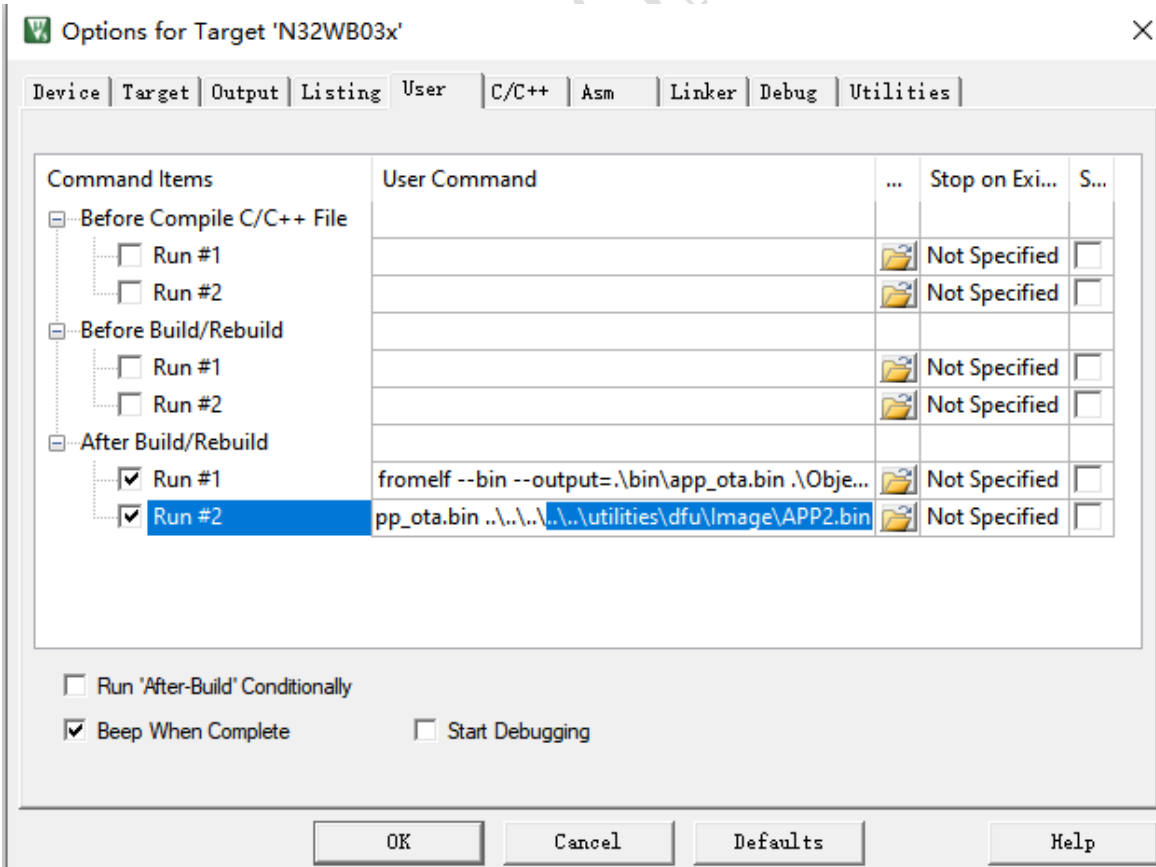 Options for Target 'N32WB03x'
Device Target Output Listing User C/C++ Asm Linker Debug Utilities
Command Items User Command ... Stop on Exi... S...
Before Compile C/C++ File
Run #1 Not Specified
Run #2 Not Specified
Before Build/Rebuild
Run #1 Not Specified
Run #2 Not Specified
After Build/Rebuild
Run #1 fromelf --bin --output=.\bin\app_ota.bin .\Obje... Not Specified
Run #2 pp_ota.bin ..\..\..\..\..\utilities\dfu\Image\APP2.bin Not Specified
Run 'After-Build' Conditionally
Beep When Complete Start Debugging
OK Cancel Defaults Help